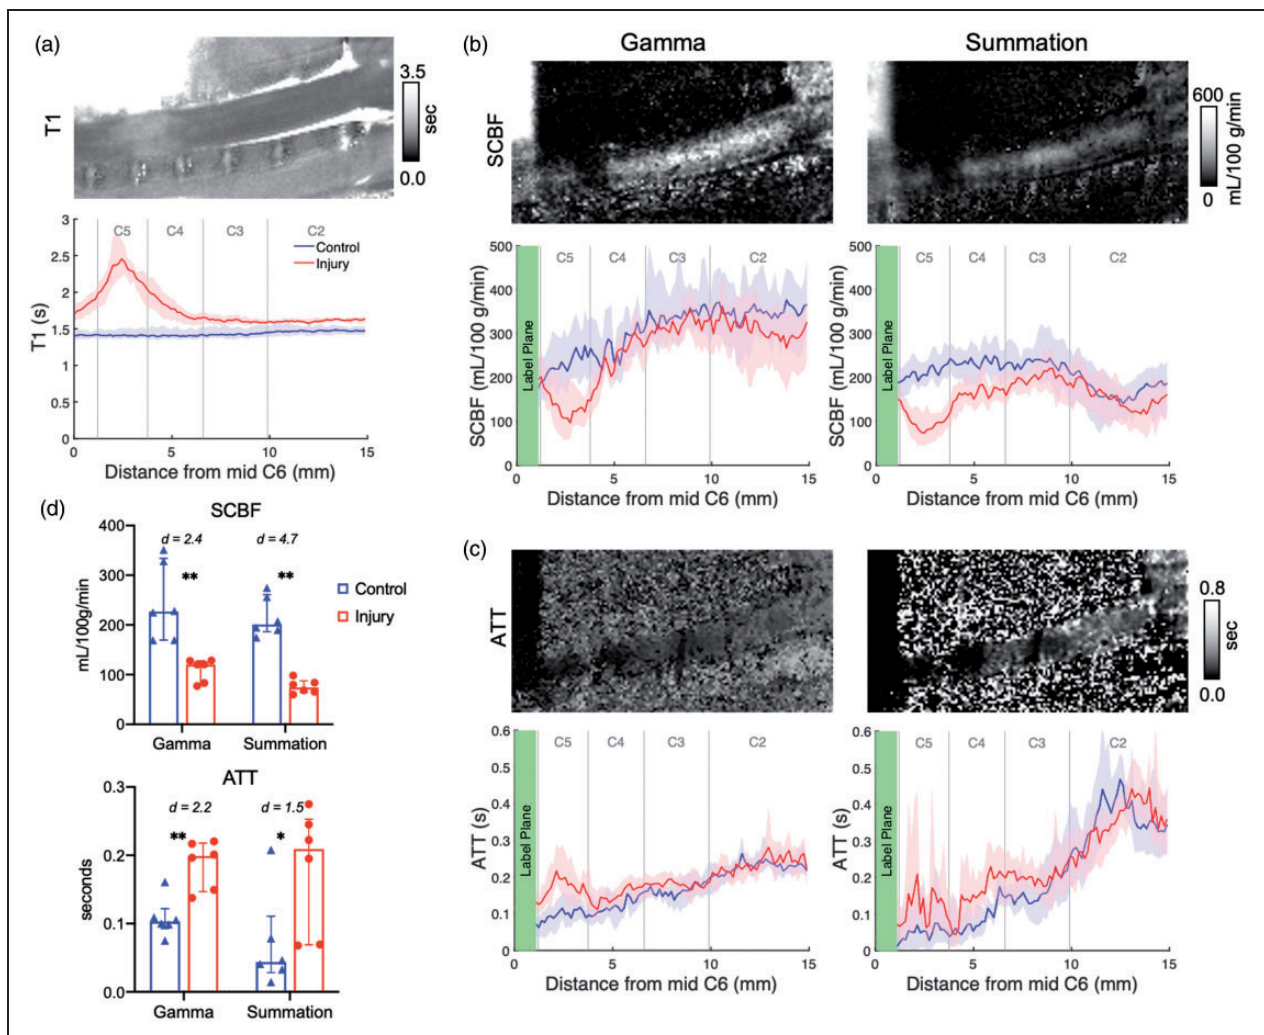 (a)
T1
3.5
sec
0.0
3
2.5
2
1.5
1
0.5
0
T1 (s)
C5
C4
C3
C2
Control
Injury
0
5
10
15
Distance from mid C6 (mm)
(b)
Gamma
Summation
SCBF
600
mL/100 g/min
0
500
400
300
200
100
0
SCBF (mL/100 g/min)
Label Plane
C5
C4
C3
C2
0
5
10
15
Distance from mid C6 (mm)
500
400
300
200
100
0
SCBF (mL/100 g/min)
Label Plane
C5
C4
C3
C2
0
5
10
15
Distance from mid C6 (mm)
(d)
SCBF
400
300
200
100
0
mL/100g/min
d = 2.4
**
d = 4.7
**
Control
Injury
Gamma
Summation
ATT
0.3
0.2
0.1
0.0
seconds
d = 2.2
**
d = 1.5
*
Gamma
Summation
(c)
ATT
0.8
sec
0.0
0.6
0.5
0.4
0.3
0.2
0.1
0
ATT (s)
Label Plane
C5
C4
C3
C2
0
5
10
15
Distance from mid C6 (mm)
0.6
0.5
0.4
0.3
0.2
0.1
0
ATT (s)
Label Plane
C5
C4
C3
C2
0
5
10
15
Distance from mid C6 (mm)